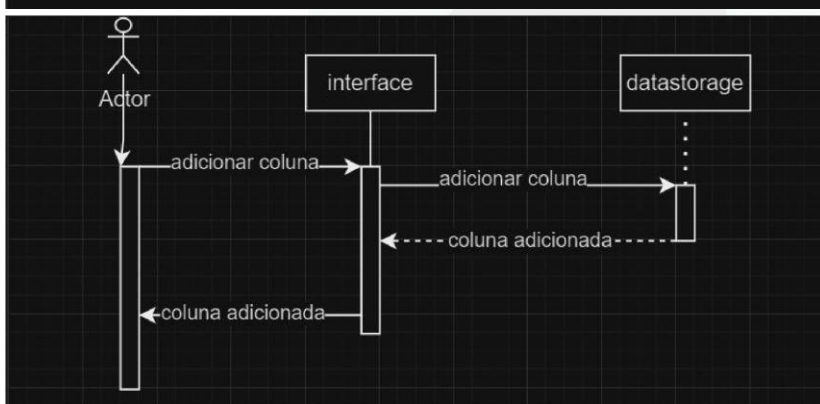 Actor
interface
datastorage
adicionar coluna
adicionar coluna
coluna adicionada
coluna adicionada